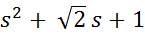 s² + √2 s + 1